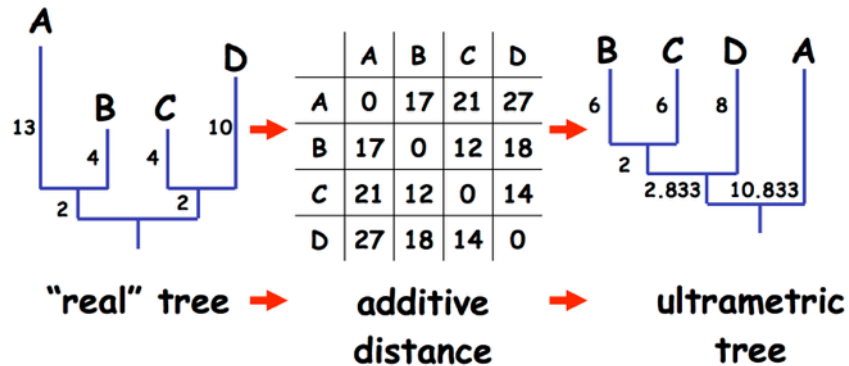 A
D
B C
13
4
4
10
2
2
A B C D
A 0 17 21 27
B 17 0 12 18
C 21 12 0 14
D 27 18 14 0
B C D A
6
6
8
2
2.833
10.833
"real" tree
additive
distance
ultrametric
tree